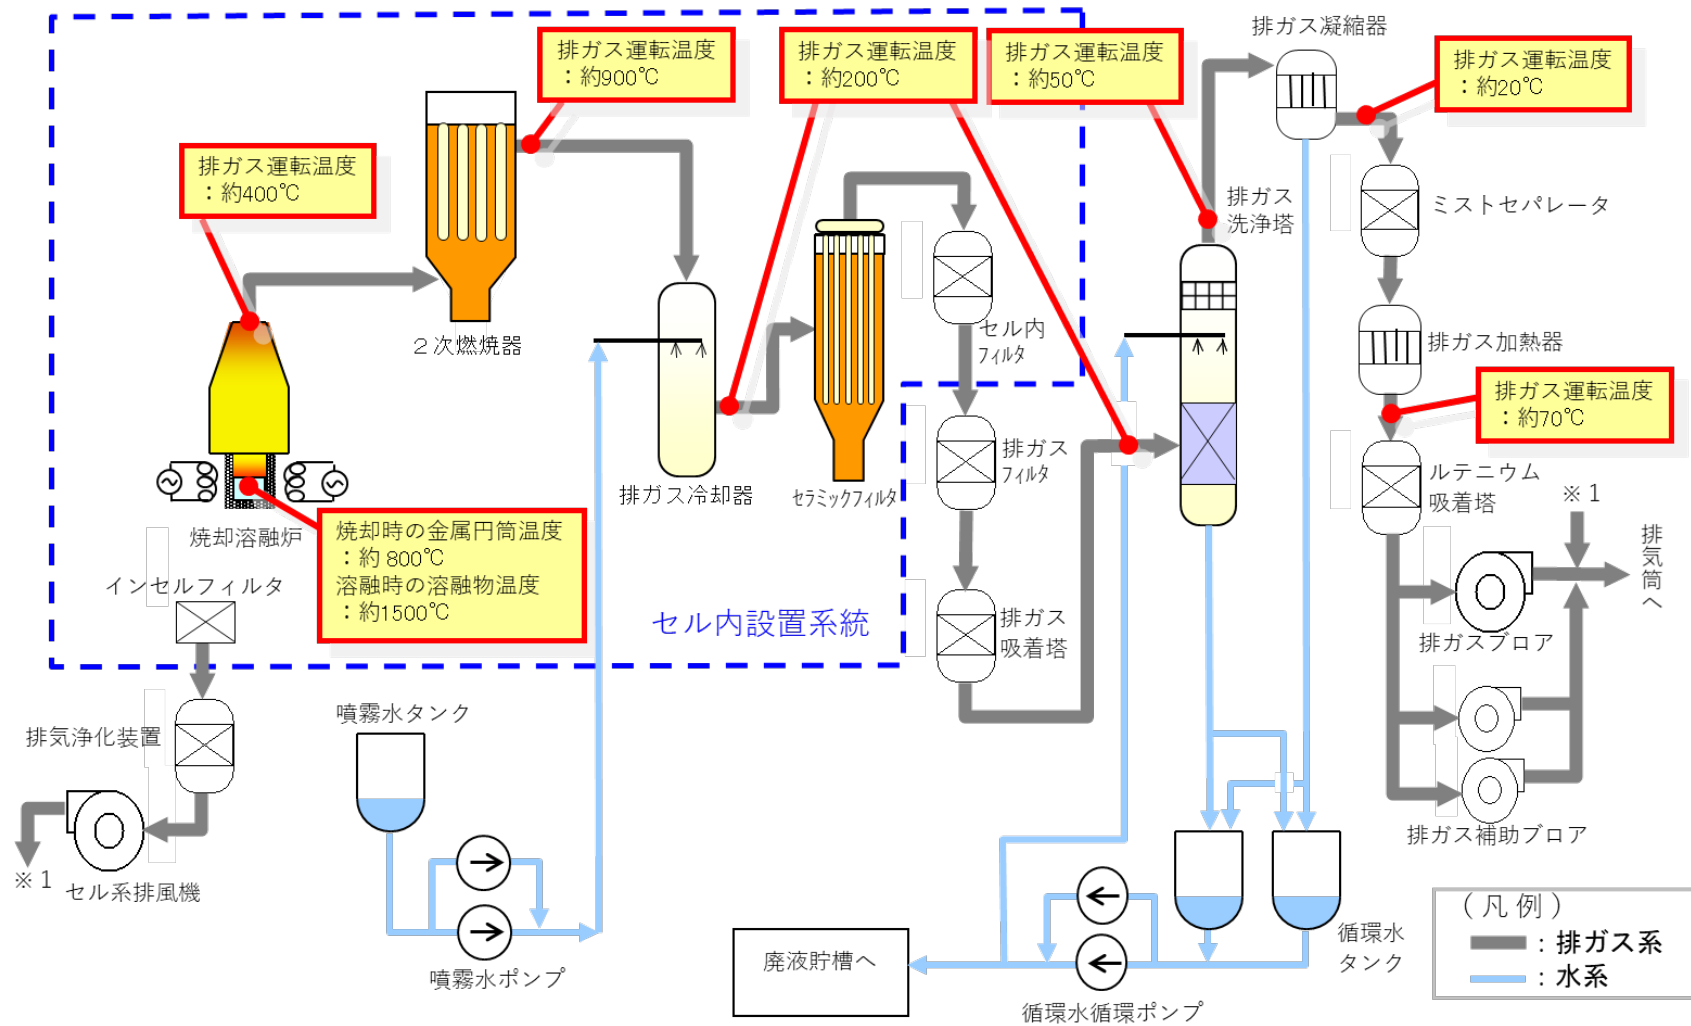 排ガス凝縮器
排ガス運転温度
：約900℃
排ガス運転温度
：約200℃
排ガス運転温度
：約50℃
排ガス運転温度
：約20℃
排ガス運転温度
：約400℃
排ガス
洗浄塔
ミストセパレータ
２次燃焼器
セル内
フィルタ
排ガス加熱器
排ガス運転温度
：約70℃
排ガス冷却器
セラミックフィルタ
排ガス
フィルタ
ルテニウム
吸着塔
※１
排気筒へ
焼却溶融炉
焼却時の金属円筒温度
：約 800℃
溶融時の溶融物温度
：約1500℃
インセルフィルタ
セル内設置系統
排ガス
吸着塔
排ガスブロア
噴霧水タンク
排気浄化装置
排ガス補助ブロア
※１
セル系排風機
噴霧水ポンプ
廃液貯槽へ
循環水
タンク
循環水循環ポンプ
（凡例）
：排ガス系
：水系